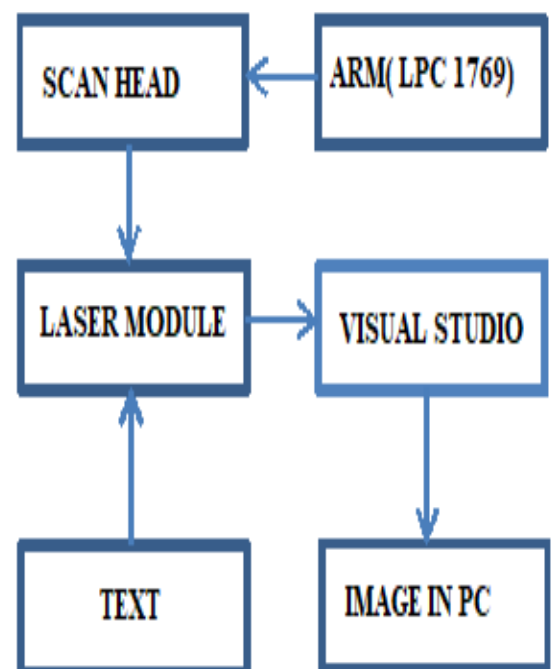 SCAN HEAD
ARM( LPC 1769)
LASER MODULE
VISUAL STUDIO
TEXT
IMAGE IN PC